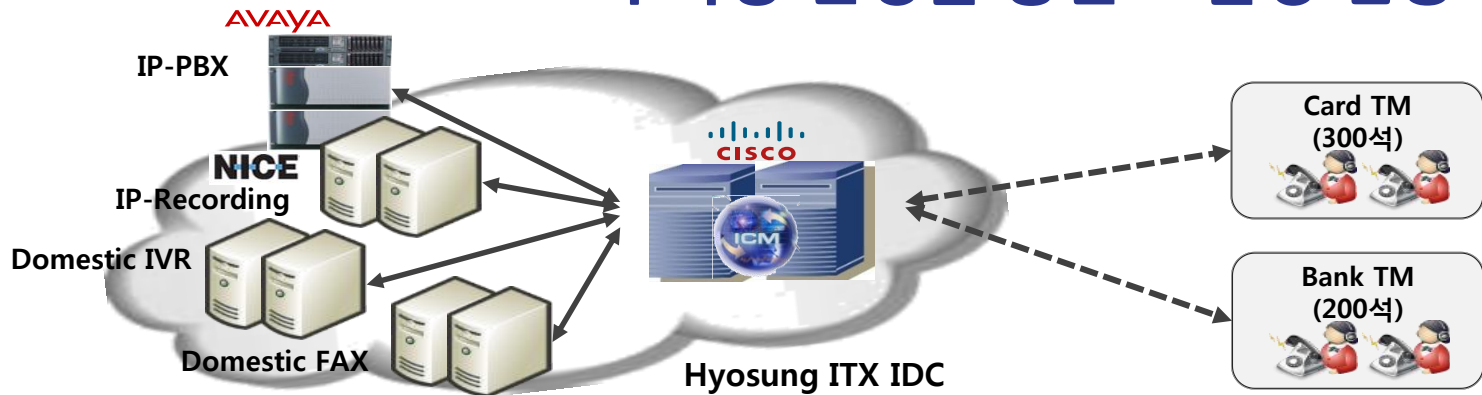 AVAYA
IP-PBX
NICE
IP-Recording
Domestic IVR
Domestic FAX
CISCO
ICM
Hyosung ITX IDC
Card TM
(300석)
Bank TM
(200석)